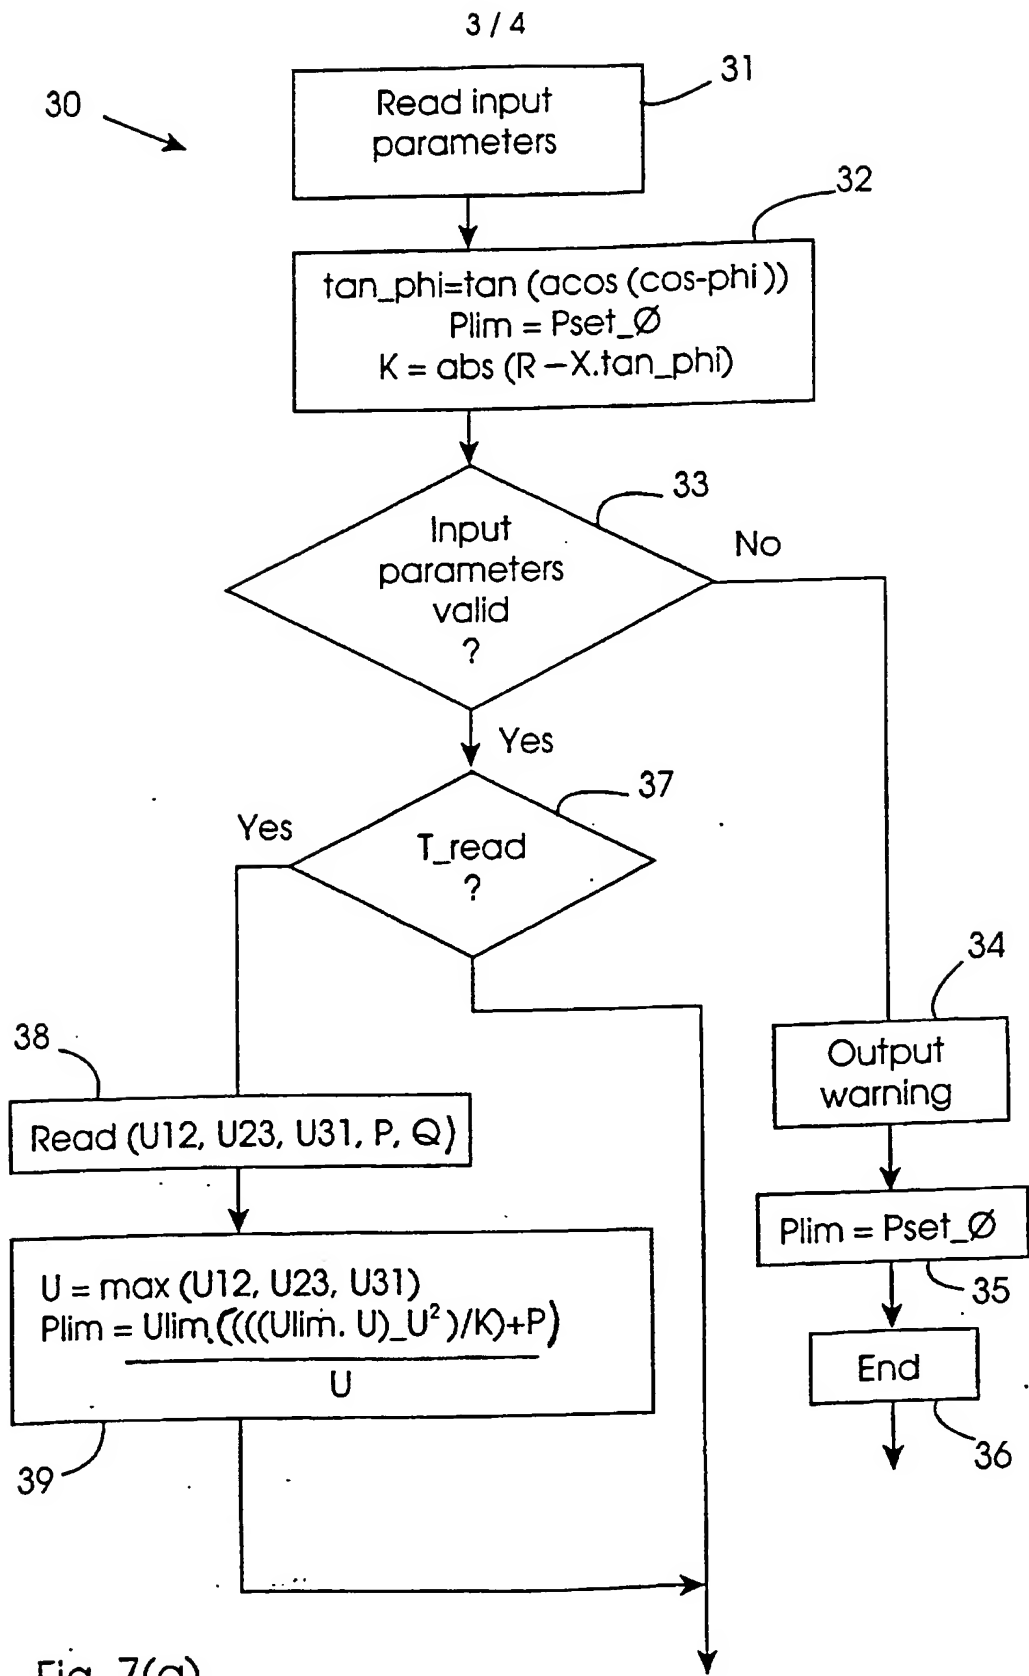 3 / 4
30
31
Read input
parameters
32
tan_phi=tan (acos (cos-phi))
Plim = Pset_Ø
K = abs (R – X.tan_phi)
33
Input
parameters
valid
?
No
Yes
37
T_read
?
Yes
34
Output
warning
38
Read (U12, U23, U31, P, Q)
Plim = Pset_Ø
35
U = max (U12, U23, U31)
Plim = Ulim.((((Ulim. U)_U²)/K)+P)
U
39
End
36
Fig. 7(a)